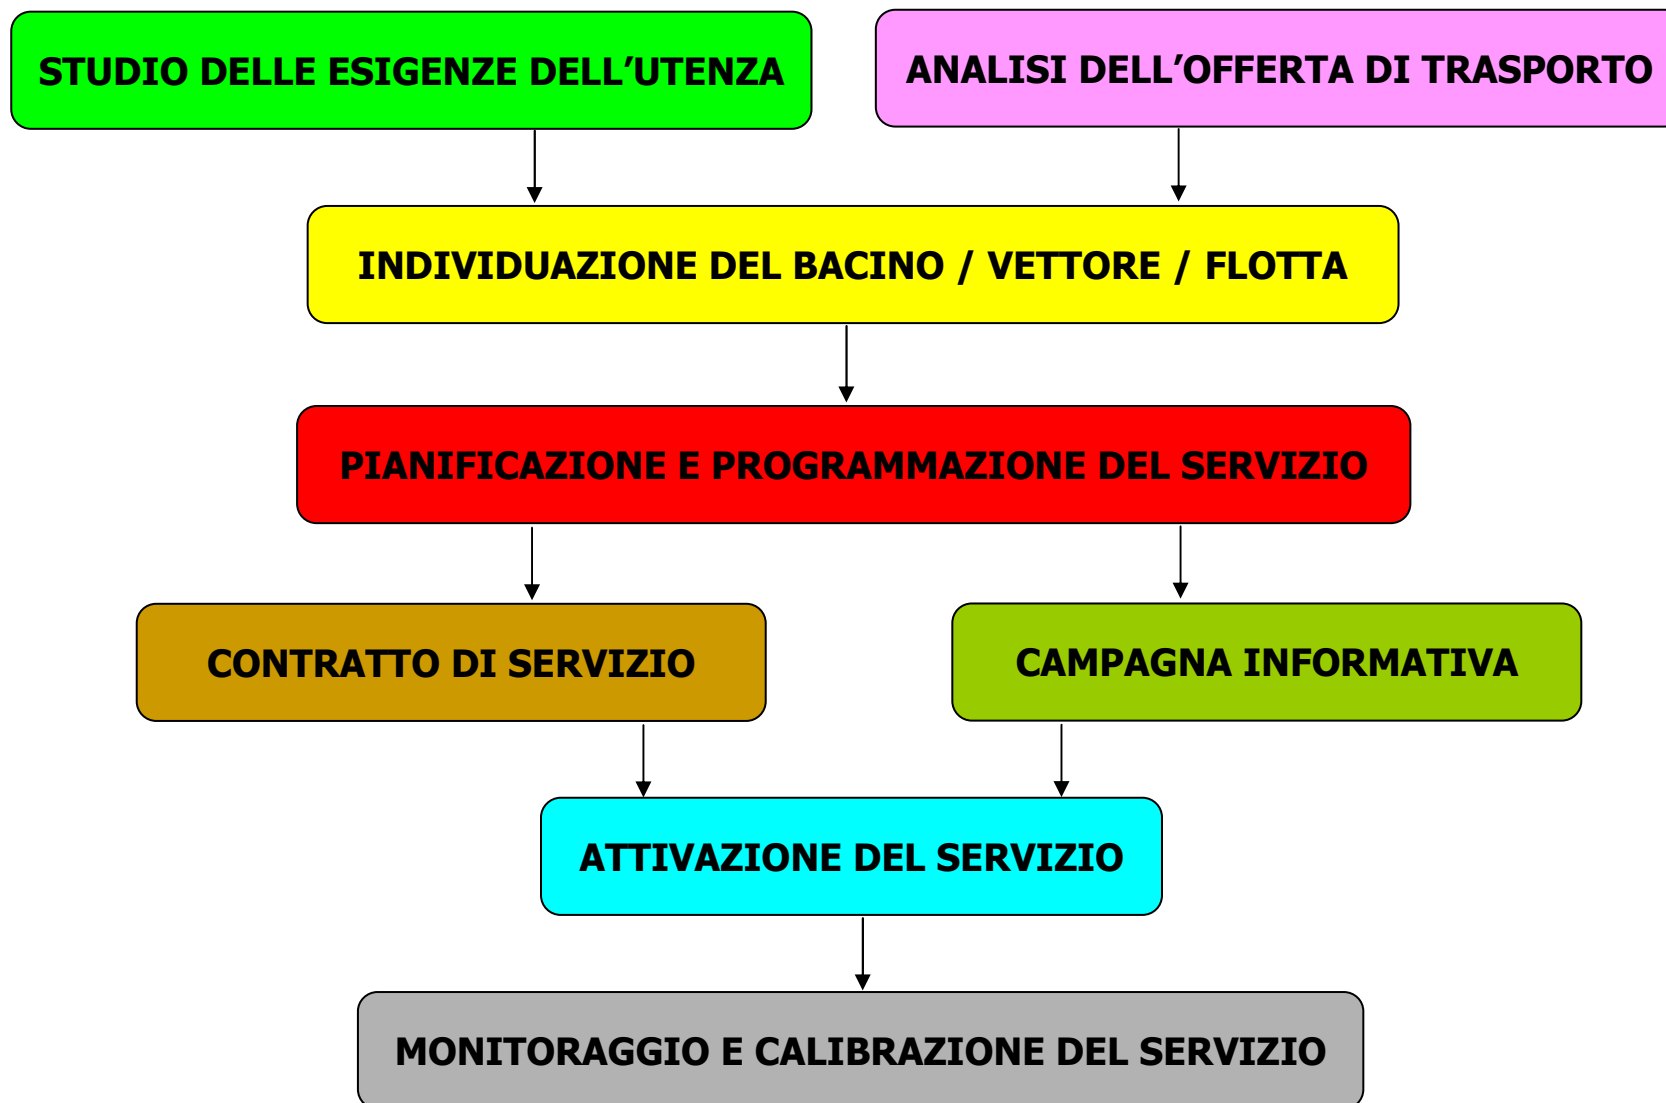 STUDIO DELLE ESIGENZE DELL’UTENZA
ANALISI DELL’OFFERTA DI TRASPORTO
INDIVIDUAZIONE DEL BACINO / VETTORE / FLOTTA
PIANIFICAZIONE E PROGRAMMAZIONE DEL SERVIZIO
CONTRATTO DI SERVIZIO
CAMPAGNA INFORMATIVA
ATTIVAZIONE DEL SERVIZIO
MONITORAGGIO E CALIBRAZIONE DEL SERVIZIO